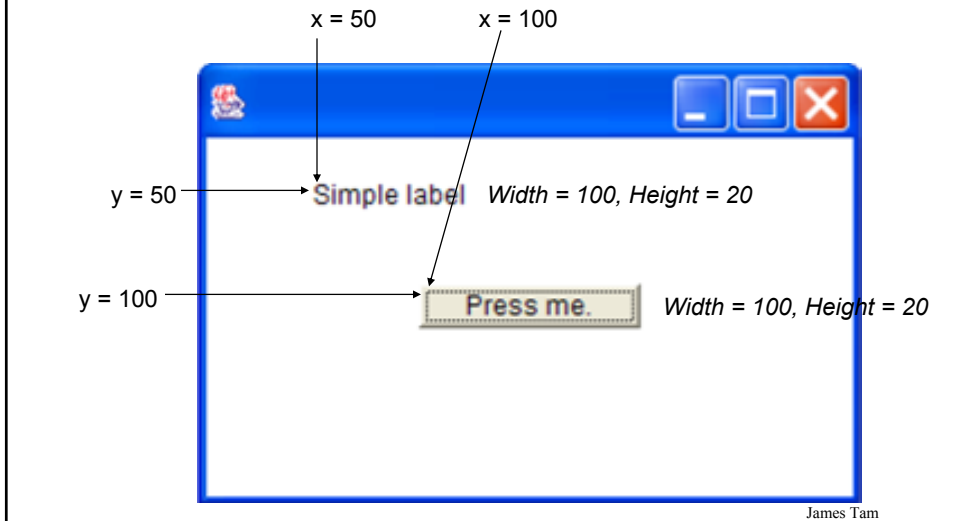 x = 50 x = 100
y = 50 Simple label Width = 100, Height = 20
y = 100 Press me. Width = 100, Height = 20
James Tam